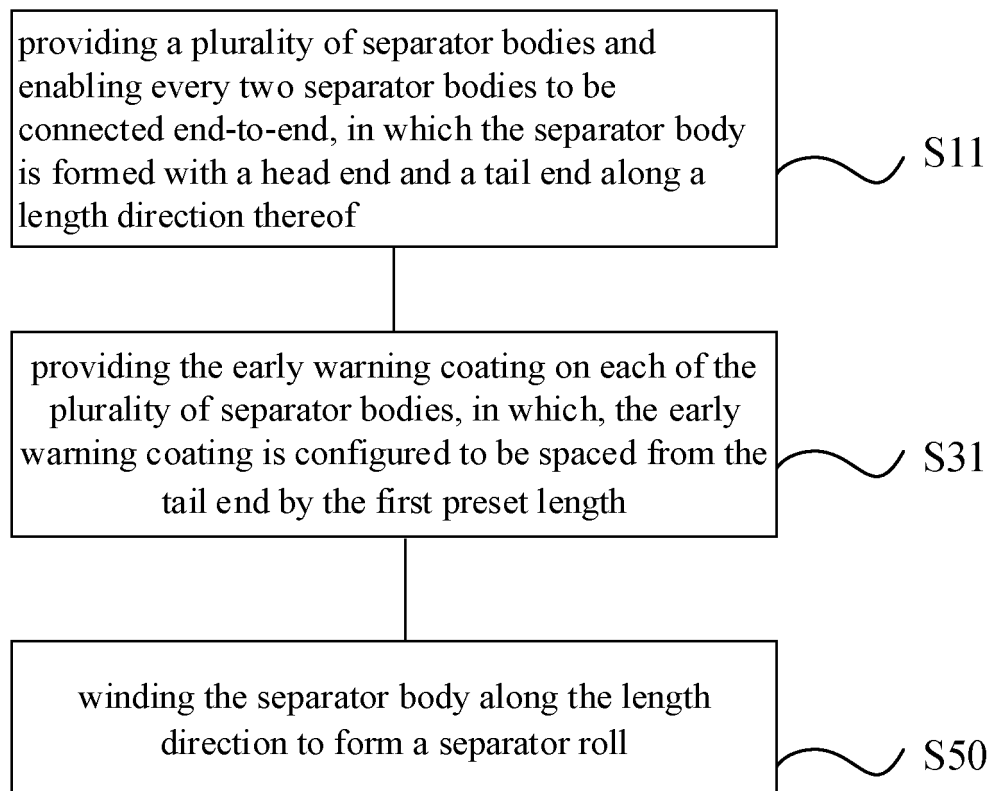 providing a plurality of separator bodies and
enabling every two separator bodies to be
connected end-to-end, in which the separator body
is formed with a head end and a tail end along a
length direction thereof
S11
providing the early warning coating on each of the
plurality of separator bodies, in which, the early
warning coating is configured to be spaced from the
tail end by the first preset length
S31
winding the separator body along the length
direction to form a separator roll
S50